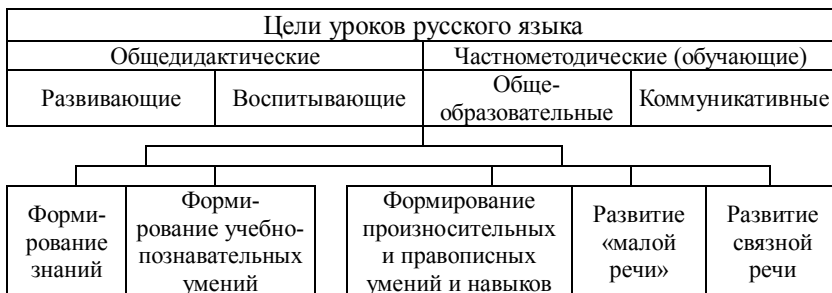 Цели уроков русского языка
Общедидактические
Частнометодические (обучающие)
Развивающие
Воспитывающие
Обще-
образовательные
Коммуникативные
Форми-
рование
знаний
Форми-
рование учебно-
познавательных
умений
Формирование
произносительных
и правописных
умений и навыков
Развитие
«малой
речи»
Развитие
связной
речи